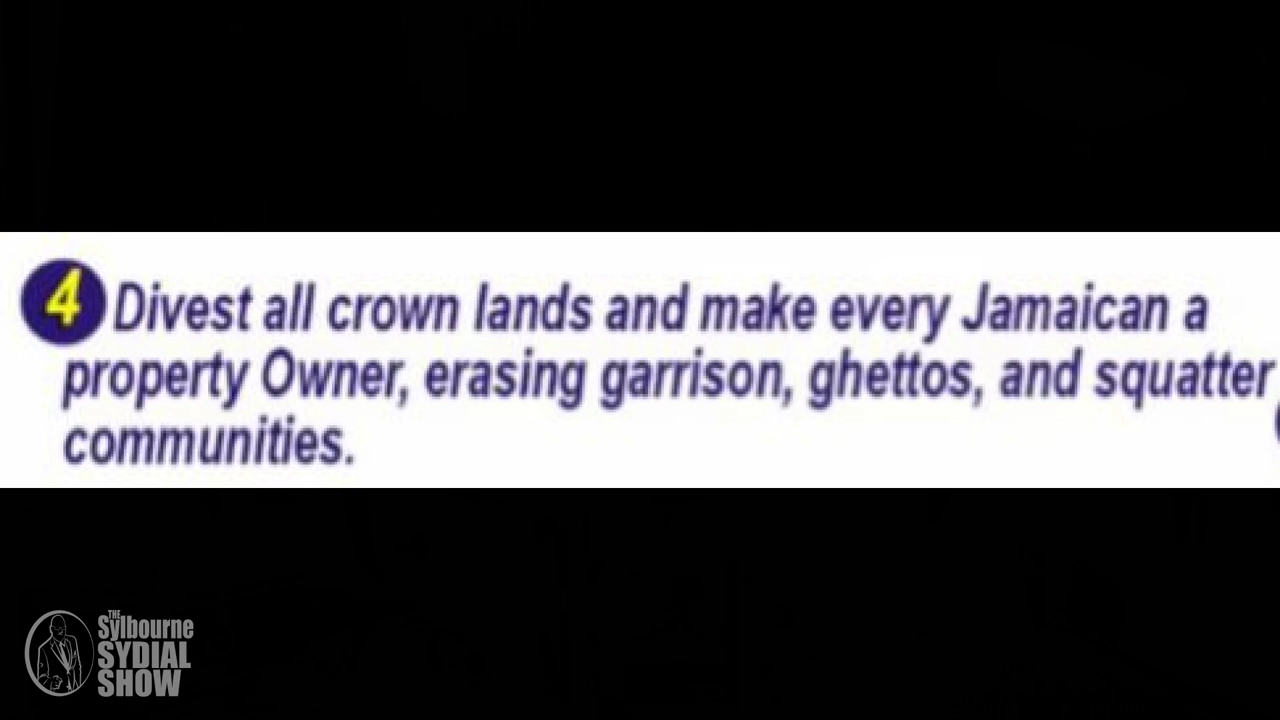 4 Divest all crown lands and make every Jamaican a
property Owner, erasing garrison, ghettos, and squatter
communities.
THE
Sylbourne
SYDIAL
SHOW